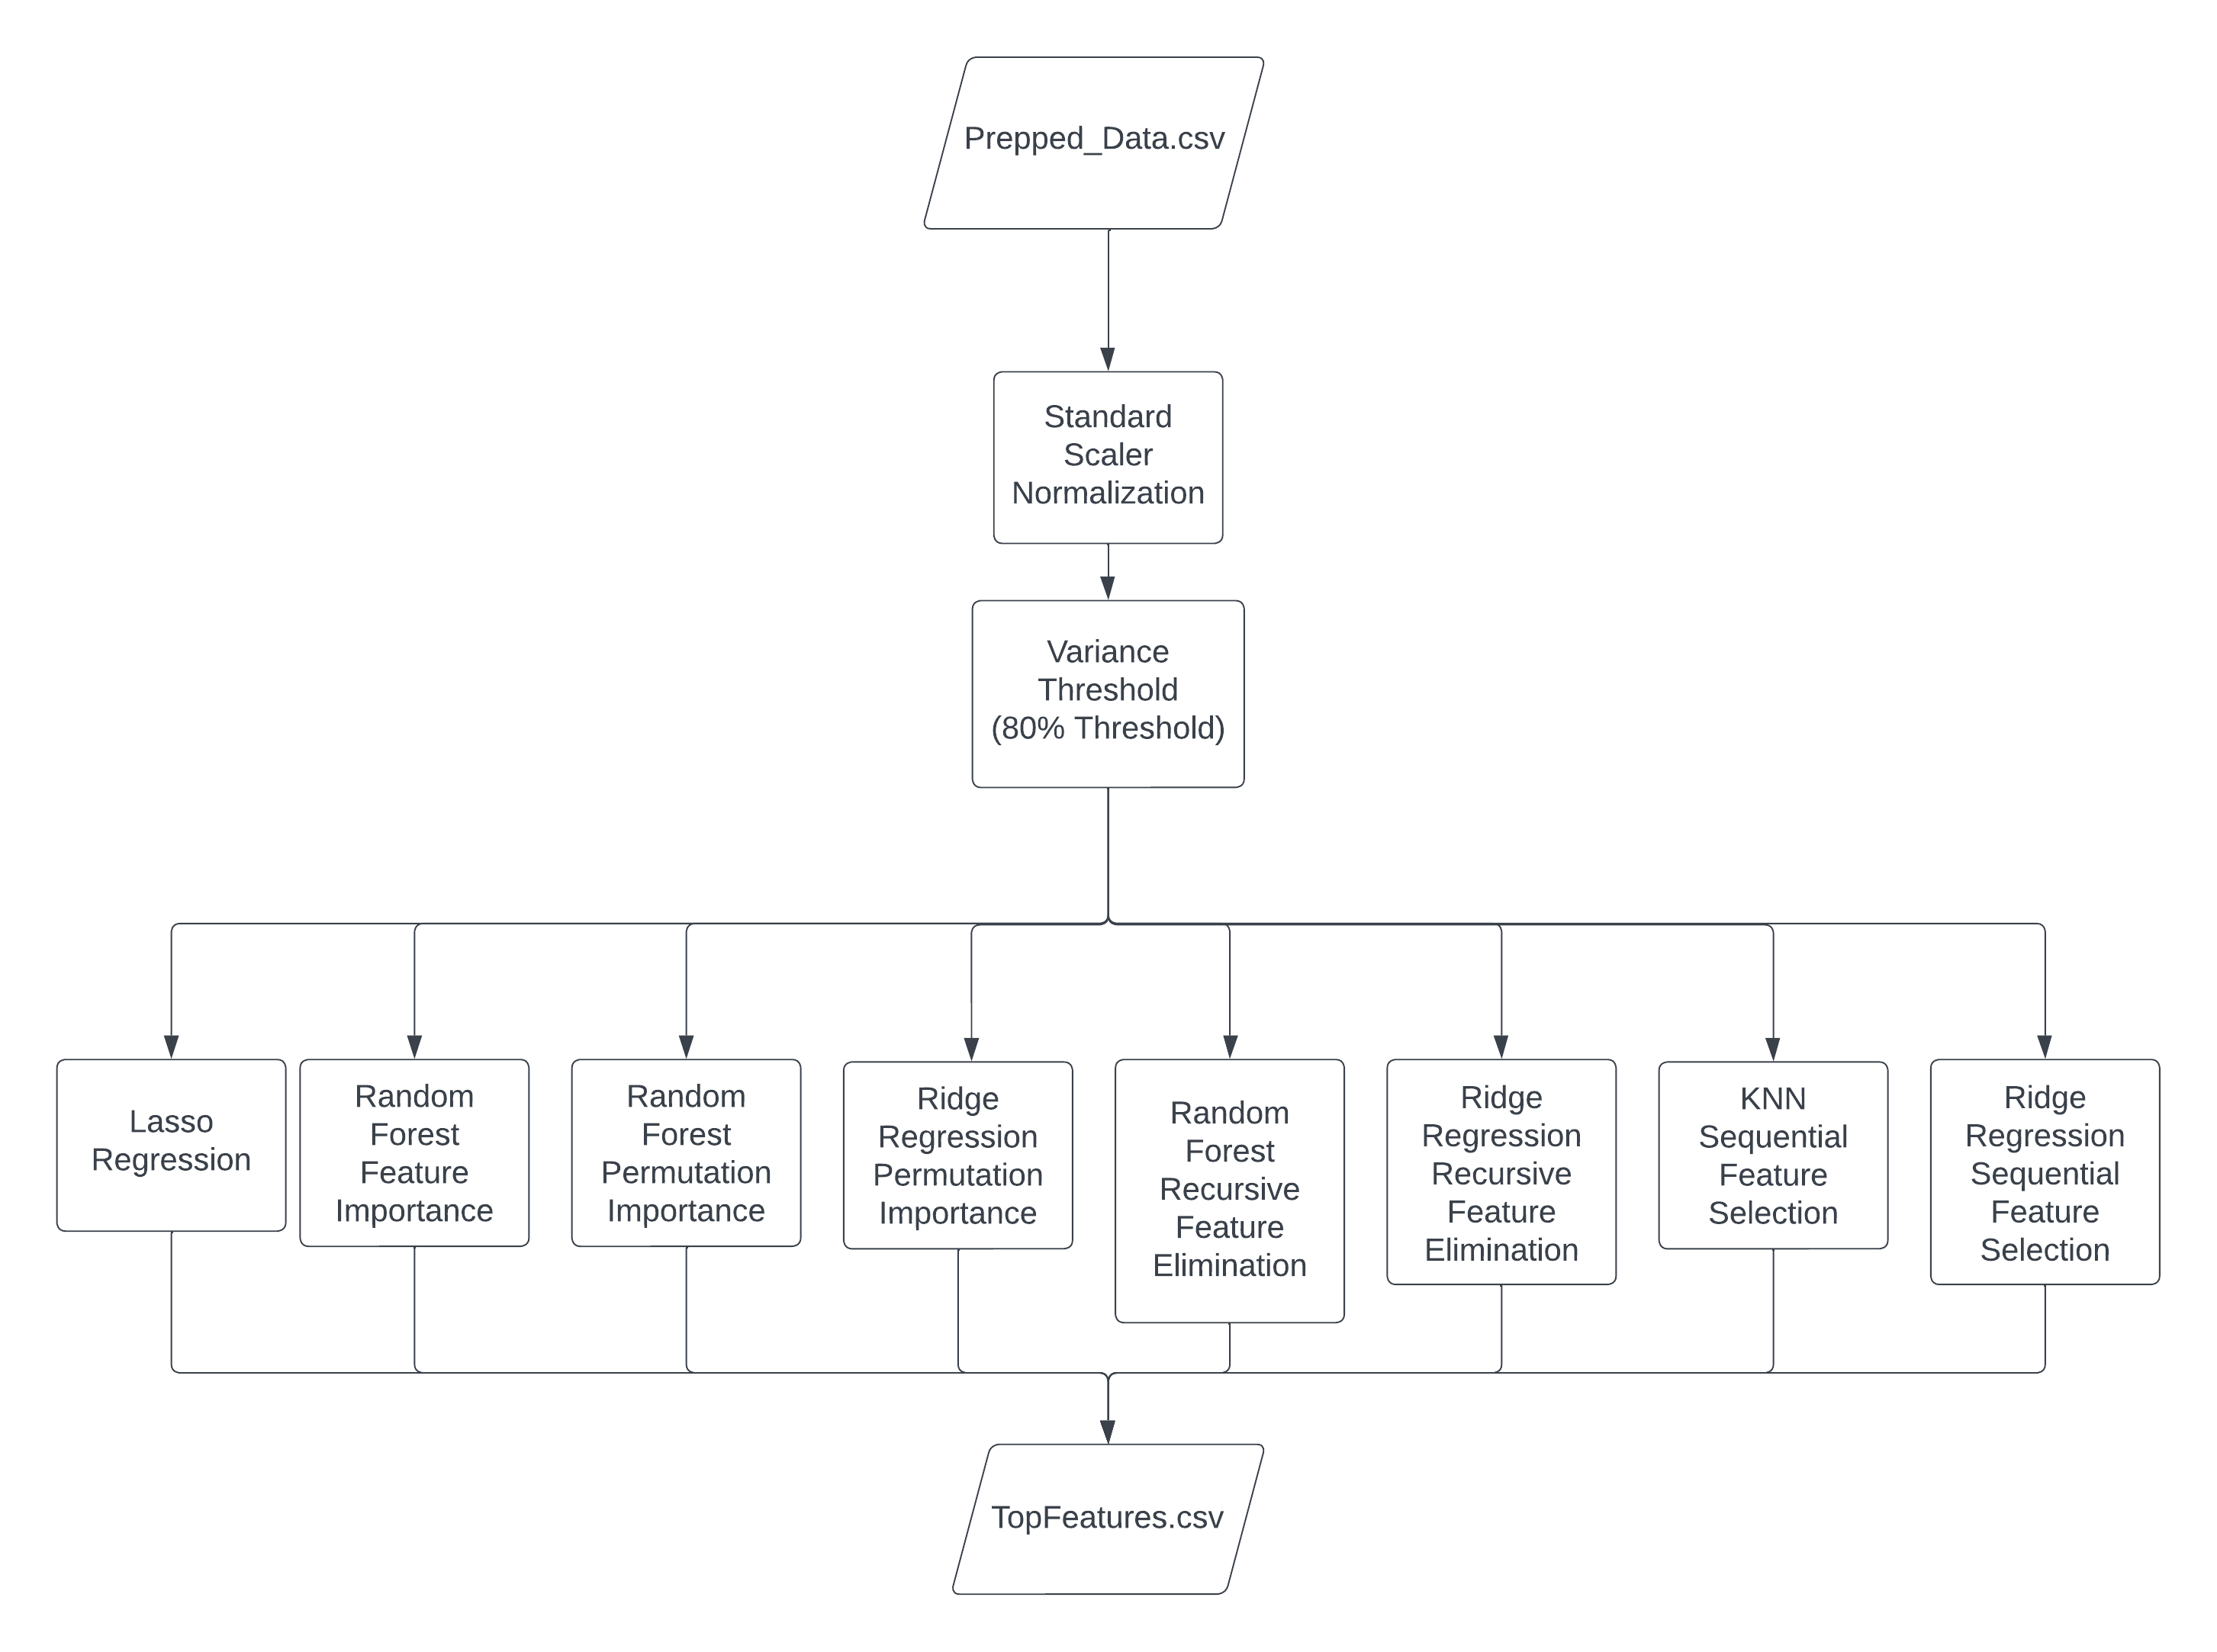 Prepped_Data.csv
Standard
Scaler
Normalization
Variance
Threshold
(80% Threshold)
Lasso
Regression
Random
Forest
Feature
Importance
Random
Forest
Permutation
Importance
Ridge
Regression
Permutation
Importance
Random
Forest
Recursive
Feature
Elimination
Ridge
Regression
Recursive
Feature
Elimination
KNN
Sequential
Feature
Selection
Ridge
Regression
Sequential
Feature
Selection
TopFeatures.csv